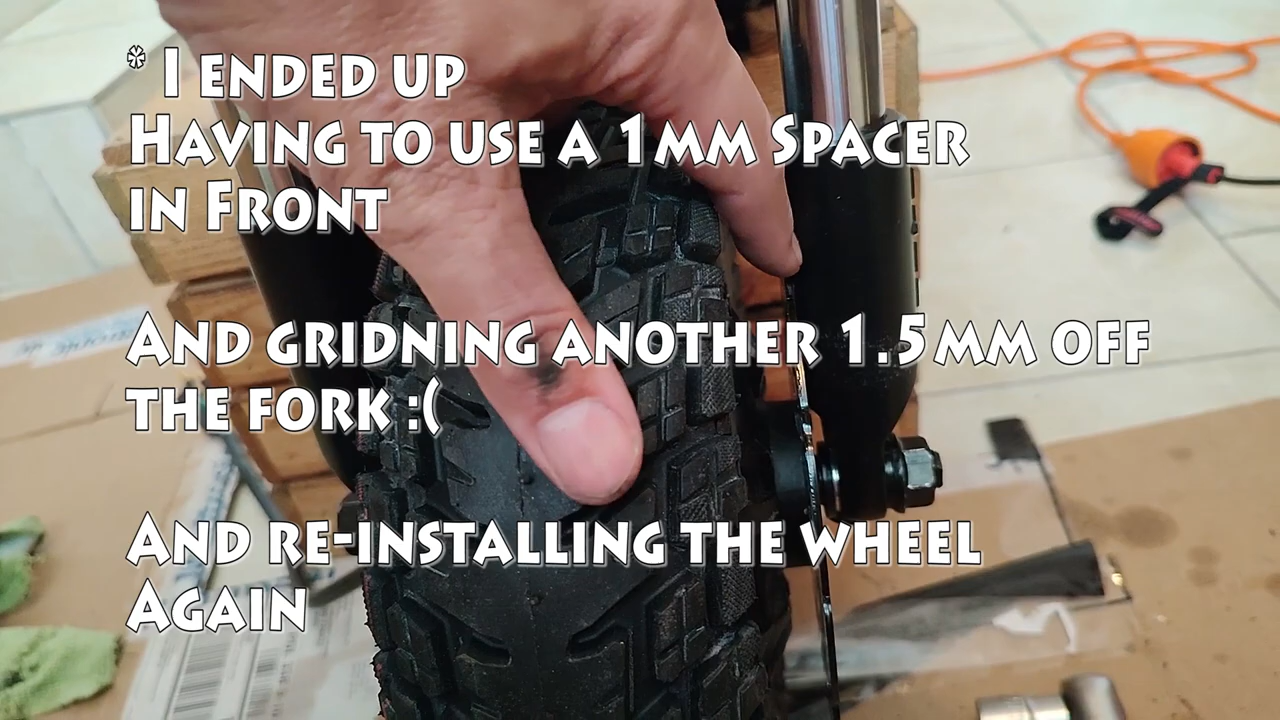 * I ended up
Having to use a 1mm Spacer
in Front
And gridning another 1.5mm off
the fork :(
And re-installing the wheel
Again